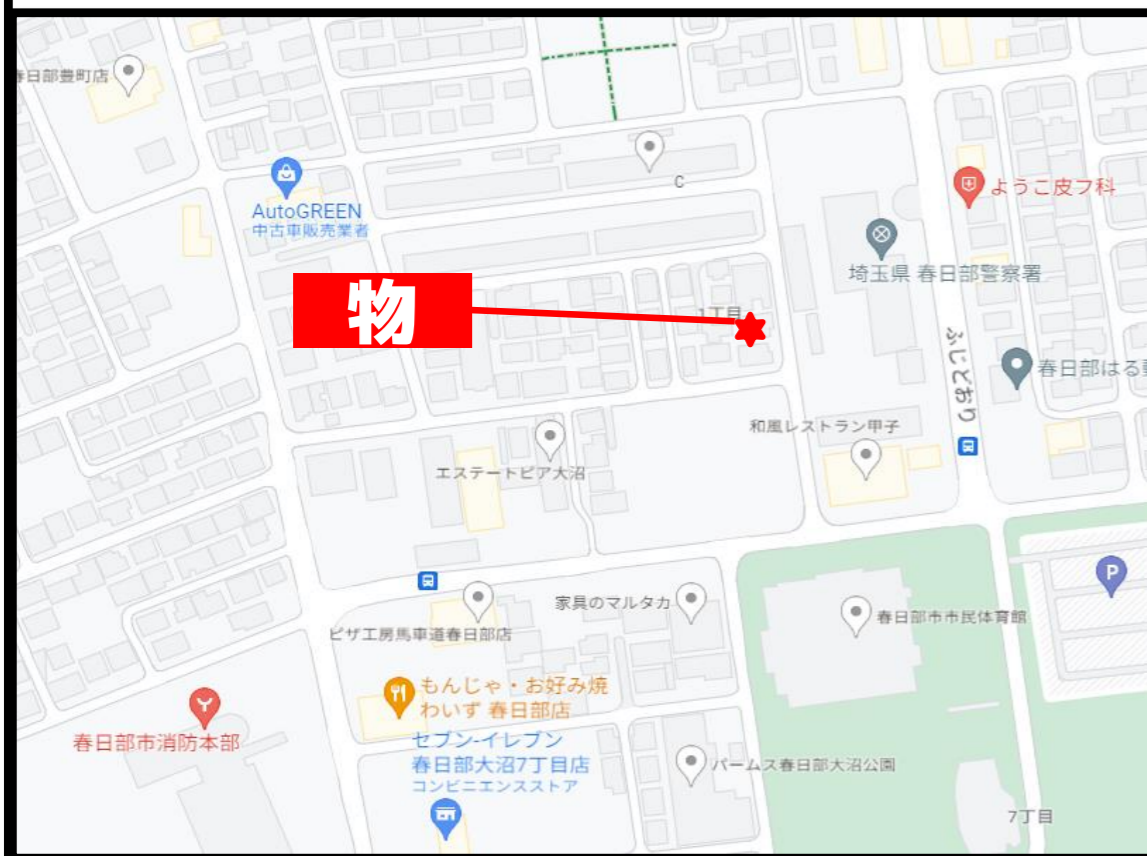 春日部豊町店
C
ようこ皮フ科
AutoGREEN
中古車販売業者
埼玉県 春日部警察署
物
1丁目
ふじどおり
春日部はる
和風レストラン甲子
エステートピア大沼
P
家具のマルタカ
春日部市市民体育館
ピザ工房馬車道春日部店
もんじゃ・お好み焼
わいず 春日部店
春日部市消防本部
セブン-イレブン
春日部大沼7丁目店
コンビニエンスストア
パームス春日部大沼公園
7丁目